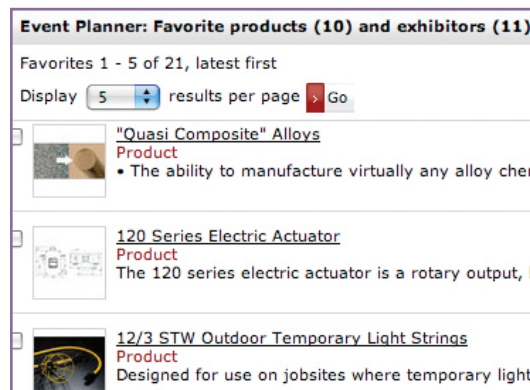 Event Planner: Favorite products (10) and exhibitors (11)
Favorites 1 - 5 of 21, latest first
Display 5 results per page › Go
"Quasi Composite" Alloys
Product
• The ability to manufacture virtually any alloy
120 Series Electric Actuator
Product
The 120 series electric actuator is a rotary output,
12/3 STW Outdoor Temporary Light Strings
Product
Designed for use on jobsites where temporary light